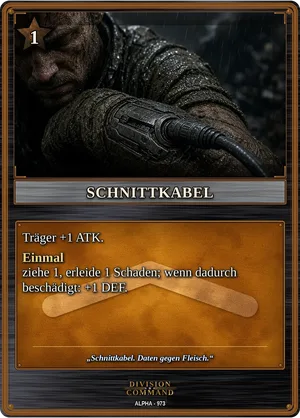 1
SCHNITTKABEL
Träger +1 ATK.
Einmal
ziehe 1, erleide 1 Schaden; wenn dadurch
beschädigt: +1 DEF.
„Schnittkabel. Daten gegen Fleisch.“
DIVISION
COMMAND
ALPHA - 973